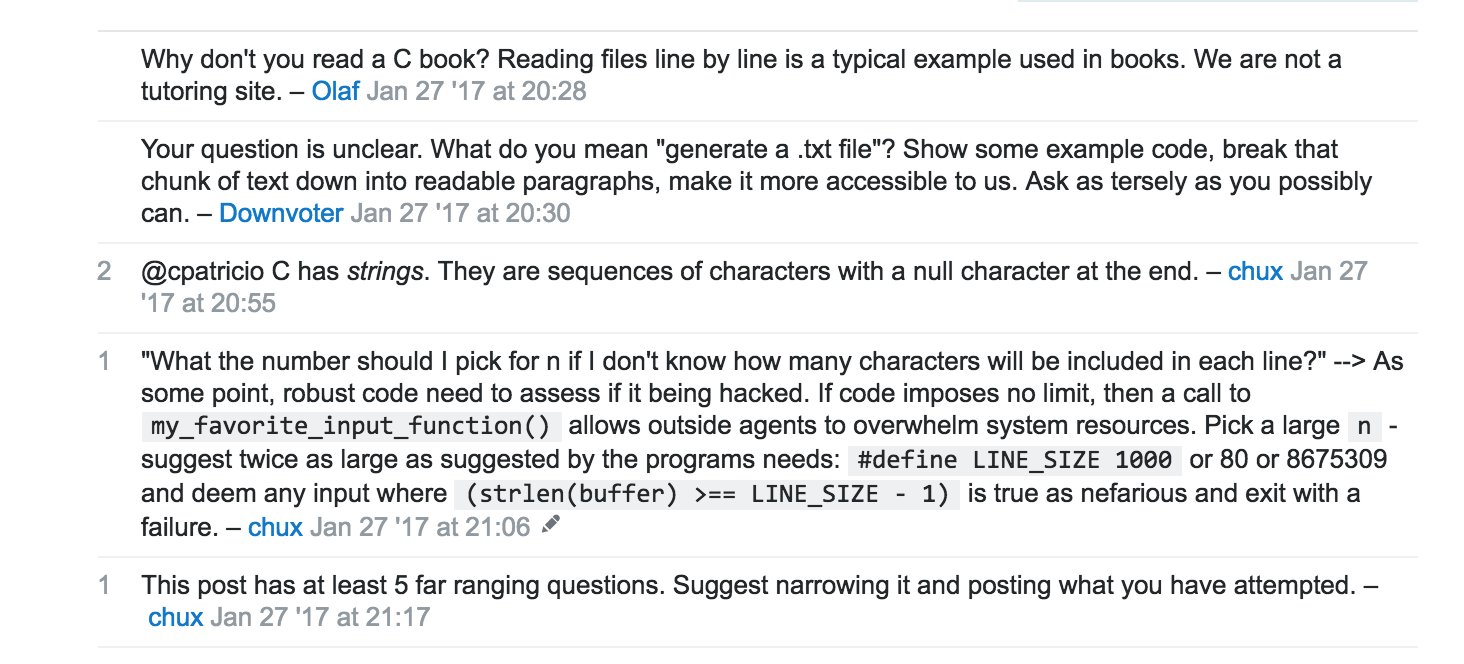 Why don't you read a C book? Reading files line by line is a typical example used in books. We are not a
tutoring site. – Olaf Jan 27 '17 at 20:28
Your question is unclear. What do you mean "generate a .txt file"? Show some example code, break that
chunk of text down into readable paragraphs, make it more accessible to us. Ask as tersely as you possibly
can. – Downvoter Jan 27 '17 at 20:30
2 @cpatricio C has strings. They are sequences of characters with a null character at the end. – chux Jan 27
'17 at 20:55
1 "What the number should I pick for n if I don't know how many characters will be included in each line?" --> As
some point, robust code need to assess if it being hacked. If code imposes no limit, then a call to
my_favorite_input_function() allows outside agents to overwhelm system resources. Pick a large n -
suggest twice as large as suggested by the programs needs: #define LINE_SIZE 1000 or 80 or 8675309
and deem any input where (strlen(buffer) >== LINE_SIZE - 1) is true as nefarious and exit with a
failure. – chux Jan 27 '17 at 21:06
1 This post has at least 5 far ranging questions. Suggest narrowing it and posting what you have attempted. –
chux Jan 27 '17 at 21:17